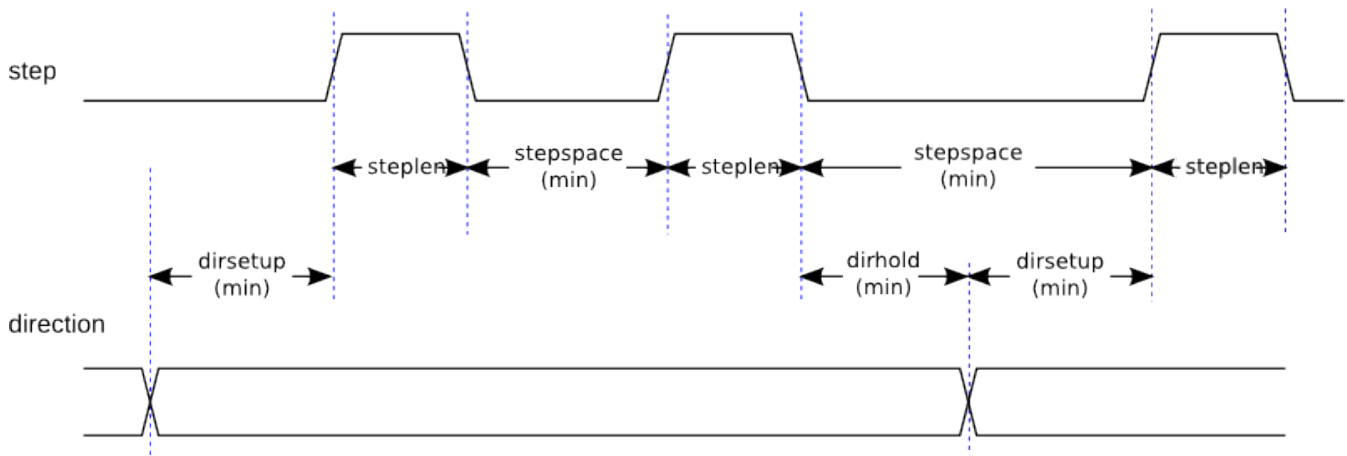 step
steplen
stepspace
(min)
steplen
stepspace
(min)
steplen
dirsetup
(min)
dirhold
(min)
dirsetup
(min)
direction